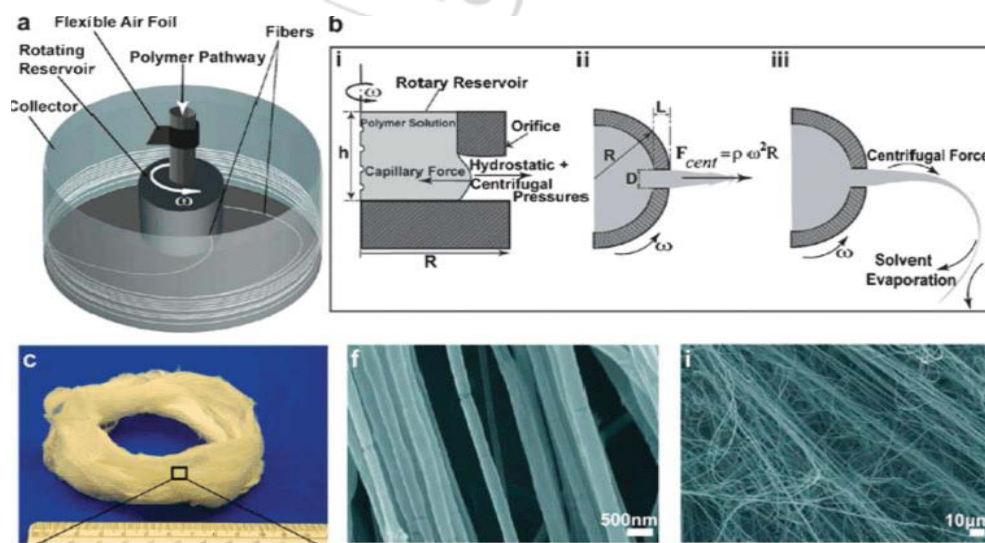 a
Flexible Air Foil
Fibers
Rotating
Reservoir
Polymer Pathway
Collector
ω
b
i
ω
Rotary Reservoir
Polymer Solution
Orifice
h
Capillary Force
Hydrostatic +
Centrifugal
Pressures
R
ii
L
R
F cent = ρ ω² R
D
ω
iii
Centrifugal Force
ω
Solvent
Evaporation
c
f
500nm
i
10μm